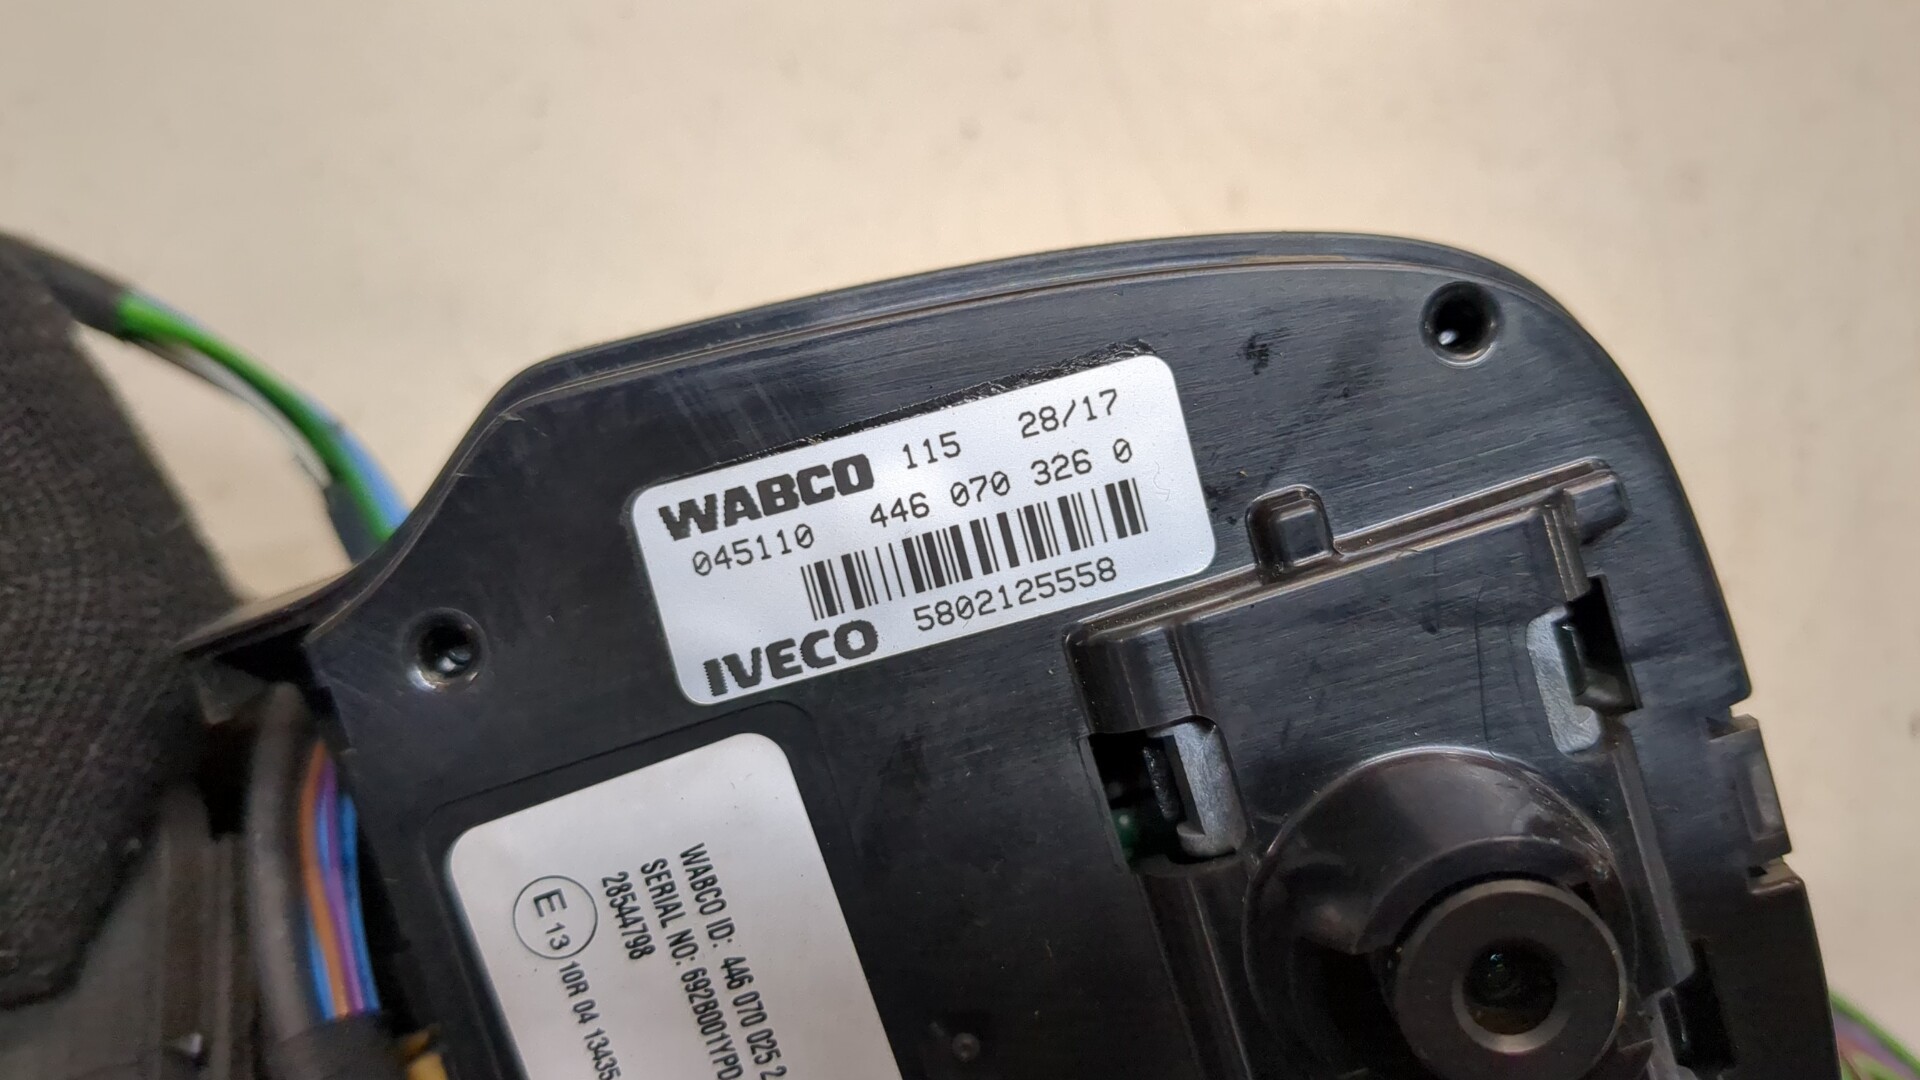 WABCO 115 28/17
045110 446 070 326 0
IVECO 5802125558
WABCO ID: 446 070 025 2
SERIAL NO: 692B001YPD
28544798
E 13 10R 04 13435